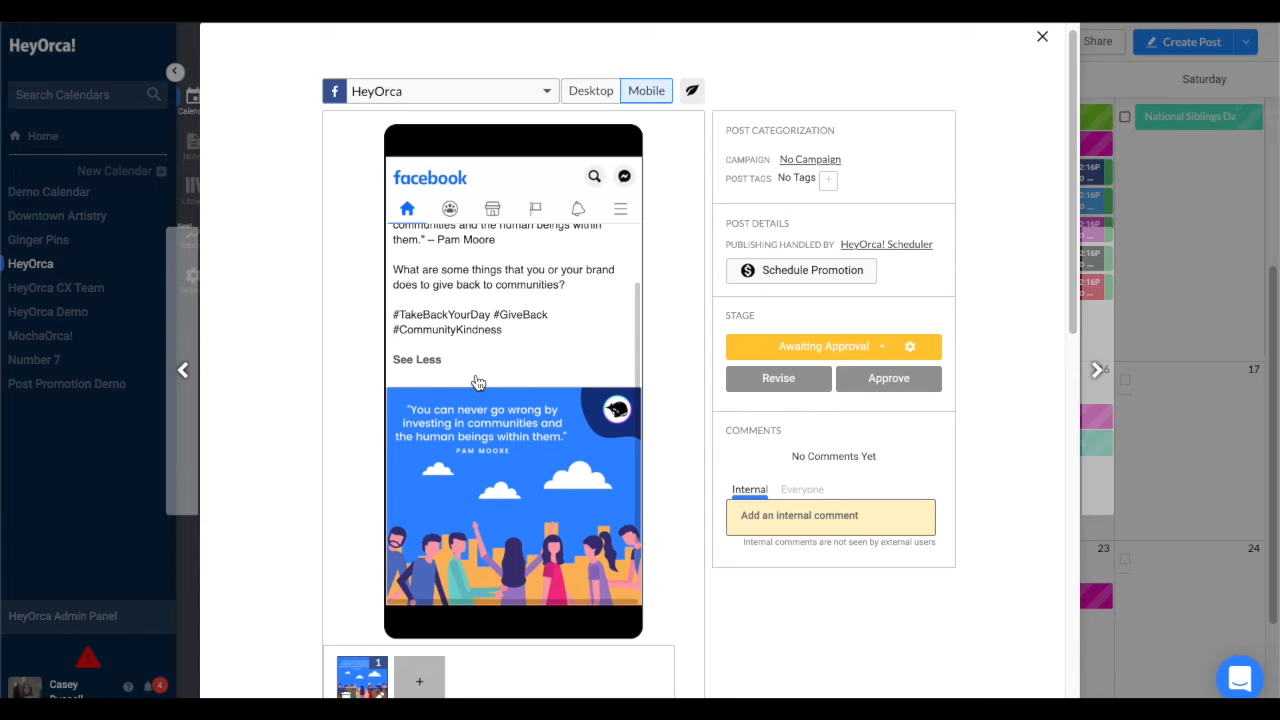 HeyOrca!
Search Calendars
Home
New Calendar
Demo Calendar
Downtown Artistry
Ginger Pins
HeyOrca
HeyOrca CX Team
HeyOrca Demo
MochaOrca!
Number 7
Post Promotion Demo
HeyOrca Admin Panel
Casey
4
HeyOrca
Desktop
Mobile
facebook
communities and the human beings within
them.” – Pam Moore
What are some things that you or your brand
does to give back to communities?
#TakeBackYourDay #GiveBack
#CommunityKindness
See Less
"You can never go wrong by
investing in communities and
the human beings within them."
PAM MOORE
1
+
POST CATEGORIZATION
CAMPAIGN No Campaign
POST TAGS No Tags +
POST DETAILS
PUBLISHING HANDLED BY HeyOrca! Scheduler
Schedule Promotion
STAGE
Awaiting Approval
Revise
Approve
COMMENTS
No Comments Yet
Internal
Everyone
Add an internal comment
Internal comments are not seen by external users
Share
Create Post
Saturday
National Siblings Da
17
23
24